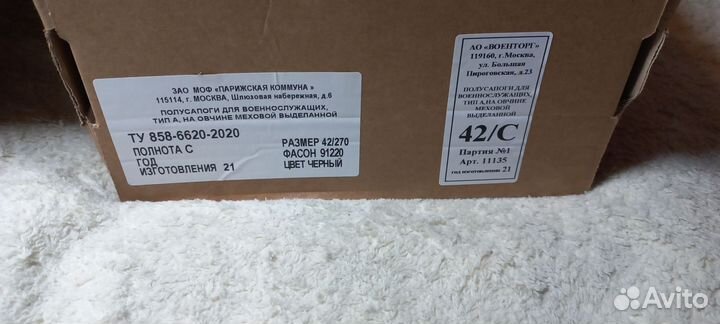 ЗАО МОФ «ПАРИЖСКАЯ КОММУНА»
115114, г. МОСКВА, Шлюзовая набережная, д.6
ПОЛУСАПОГИ ДЛЯ ВОЕННОСЛУЖАЩИХ,
ТИП А, НА ОВЧИНЕ МЕХОВОЙ ВЫДЕЛАННОЙ
ТУ 858-6620-2020
ПОЛНОТА С
ГОД
ИЗГОТОВЛЕНИЯ 21
РАЗМЕР 42/270
ФАСОН 91220
ЦВЕТ ЧЕРНЫЙ
АО «ВОЕНТОРГ»
119160, г.Москва,
ул. Большая
Пироговская, д.23
ПОЛУСАПОГИ ДЛЯ
ВОЕННОСЛУЖАЩИХ,
ТИП А,НА ОВЧИНЕ
МЕХОВОЙ
ВЫДЕЛАННОЙ
42/С
Партия №1
Арт. 11135
год изготовления 21
Avito